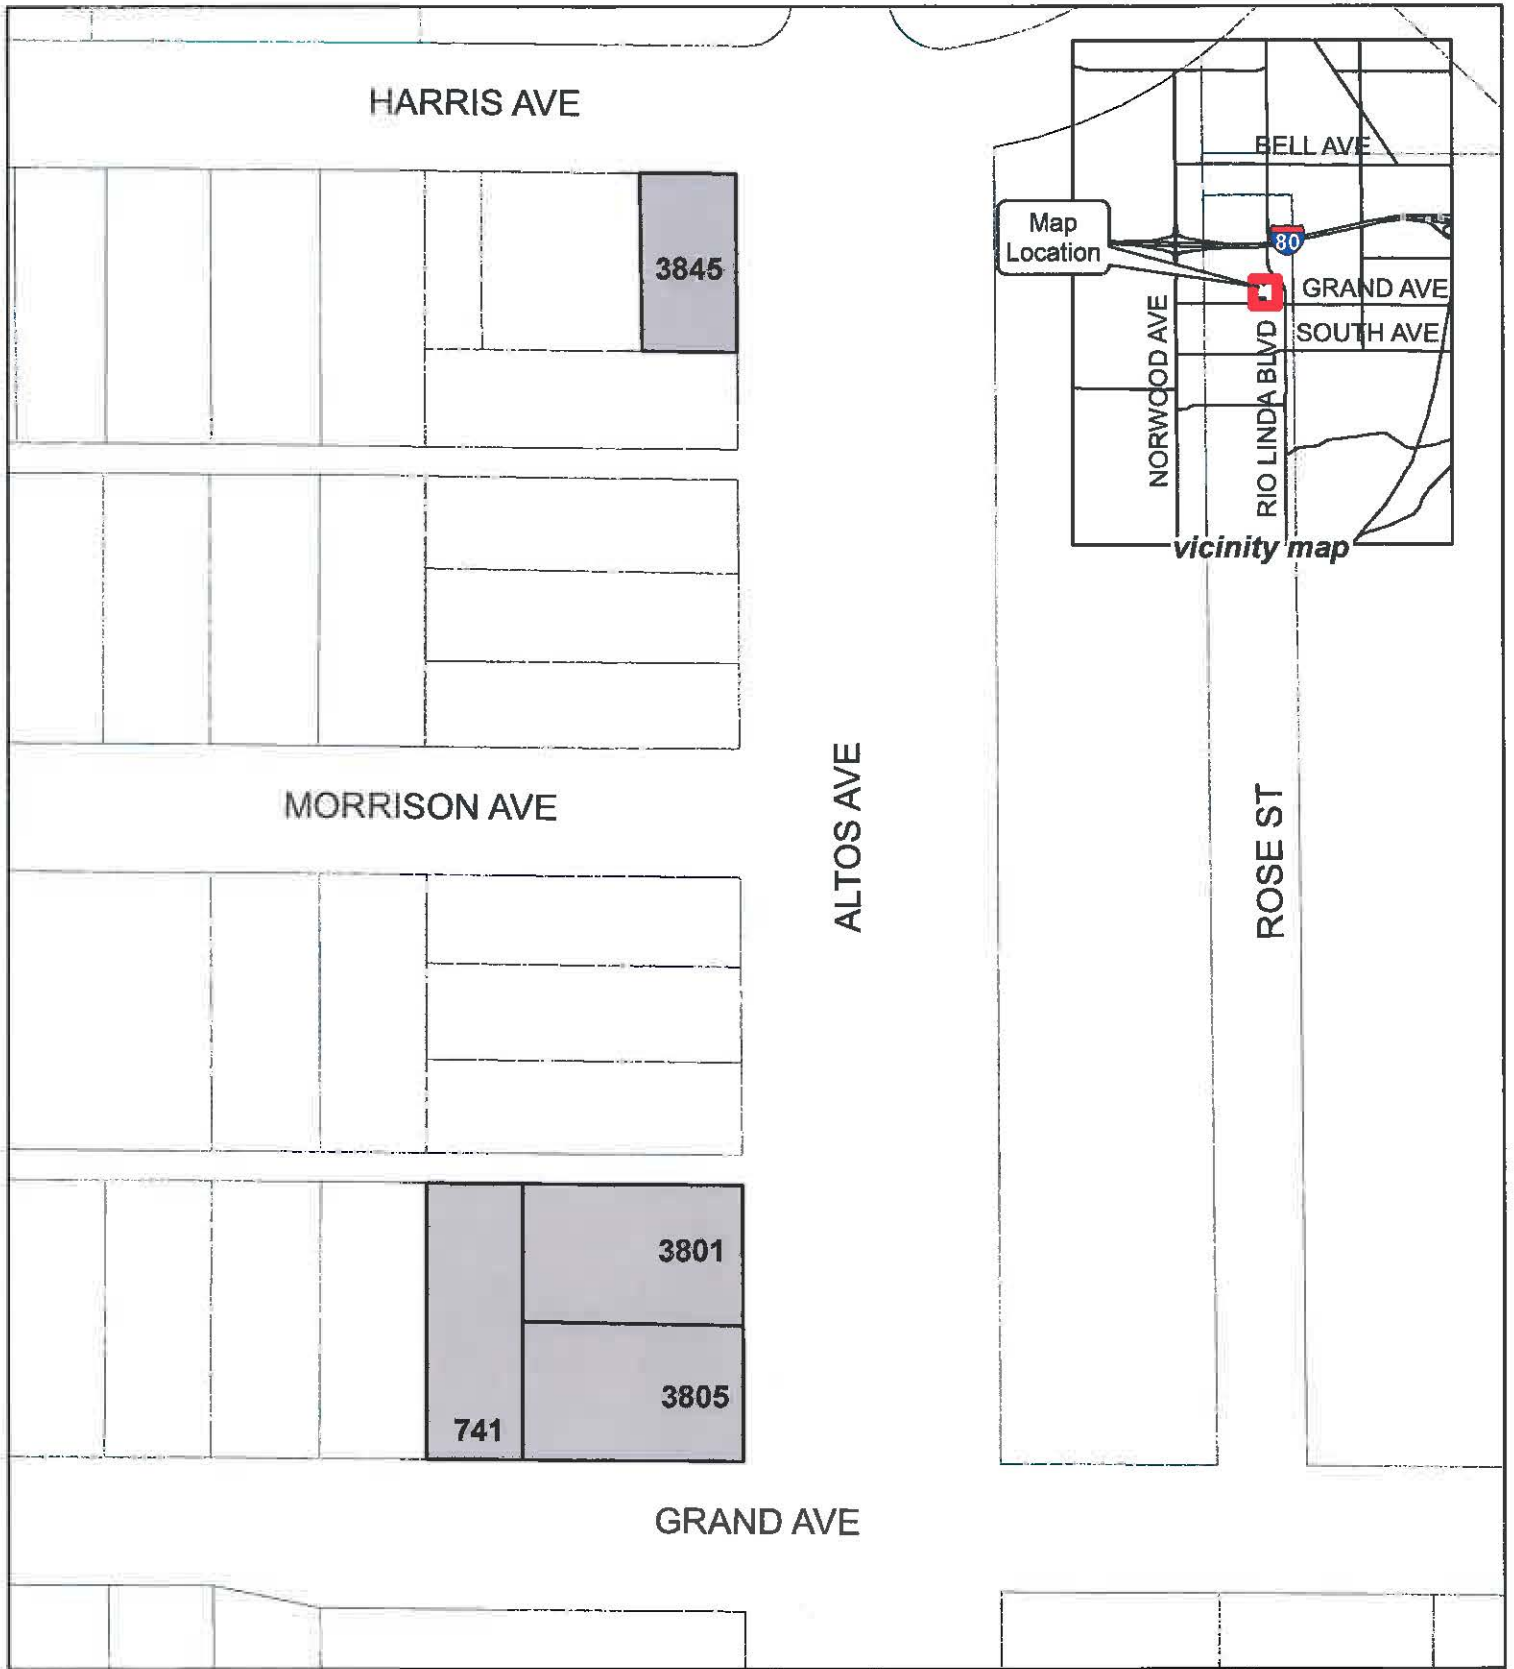 HARRIS AVE
BELL AVE
Map
Location
80
3845
GRAND AVE
SOUTH AVE
NORWOOD AVE
RIO LINDA BLVD
vicinity map
MORRISON AVE
ALTOS AVE
ROSE ST
3801
3805
741
GRAND AVE